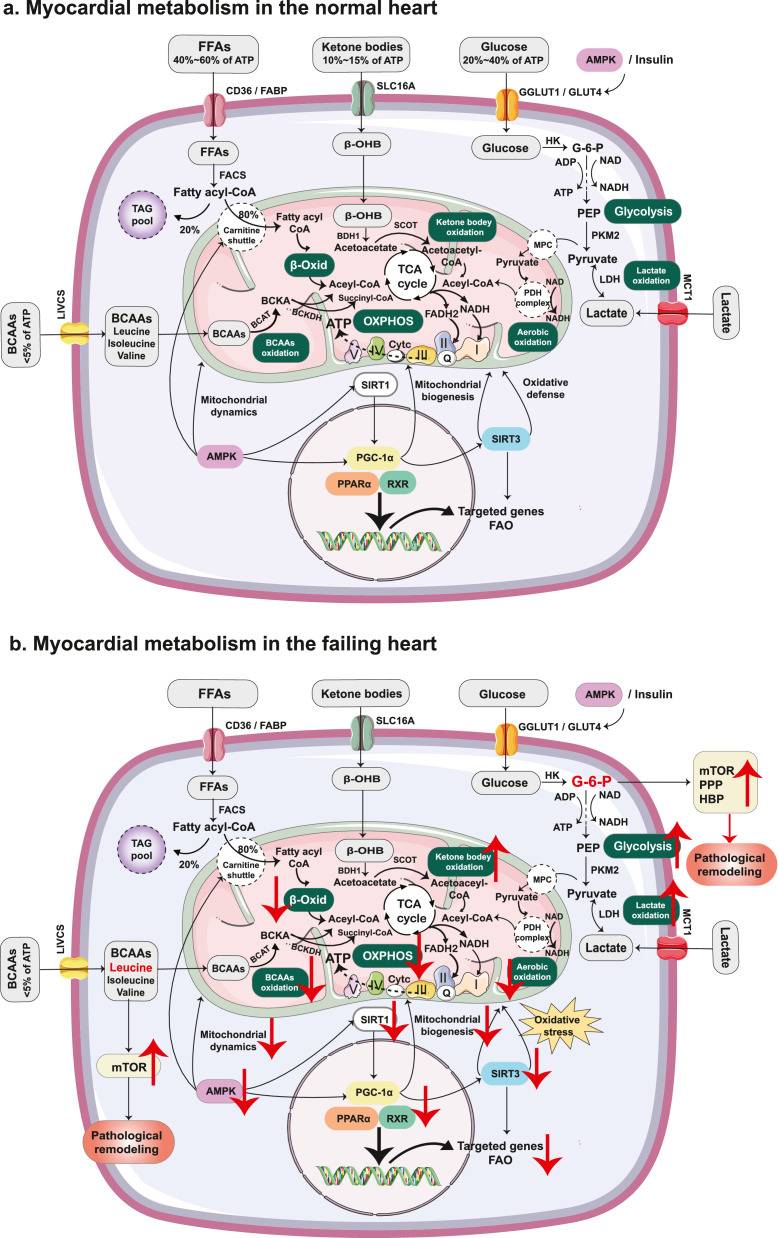 a. Myocardial metabolism in the normal heart
FFAs
40%~60% of ATP
Ketone bodies
10%~15% of ATP
Glucose
20%~40% of ATP
AMPK
/ Insulin
CD36 / FABP
SLC16A
GGLUT1 / GLUT4
FFAs
β-OHB
Glucose
HK
G-6-P
ADP
NAD
ATP
NADH
FACS
Fatty acyl-CoA
TAG
pool
20%
80%
Carnitine
shuttle
Fatty acyl
CoA
β-OHB
BDH1
SCOT
Acetoacetate
Ketone bodey
oxidation
Acetoacetyl-
CoA
PEP
Glycolysis
PKM2
MPC
Pyruvate
Pyruvate
β-Oxid
TCA
cycle
Aceyl-CoA
Acyel-CoA
Succinyl-CoA
NAD
PDH
complex
NADH
LDH
Lactate
oxidation
MCT1
Lactate
Lactate
BCAAs
<5% of ATP
LIVCS
BCAAs
Leucine
Isoleucine
Valine
BCAAs
BCAT
BCKA
BCKDH
BCAAs
oxidation
ATP
OXPHOS
FADH2
NADH
Aerobic
oxidation
V
IV
Cytc
III
II
Q
I
Mitochondrial
dynamics
SIRT1
Mitochondrial
biogenesis
Oxidative
defense
AMPK
PGC-1α
SIRT3
PPARα
RXR
Targeted genes
FAO
b. Myocardial metabolism in the failing heart
FFAs
Ketone bodies
Glucose
AMPK
/ Insulin
CD36 / FABP
SLC16A
GGLUT1 / GLUT4
FFAs
β-OHB
Glucose
HK
G-6-P
mTOR
PPP
HBP
ADP
NAD
ATP
NADH
FACS
Fatty acyl-CoA
TAG
pool
20%
80%
Carnitine
shuttle
Fatty acyl
CoA
β-OHB
BDH1
SCOT
Acetoacetate
Ketone bodey
oxidation
Acetoacetyl-
CoA
PEP
Glycolysis
Pathological
remodeling
PKM2
MPC
Pyruvate
Pyruvate
β-Oxid
TCA
cycle
Aceyl-CoA
Acyel-CoA
Succinyl-CoA
NAD
PDH
complex
NADH
LDH
Lactate
oxidation
MCT1
Lactate
Lactate
BCAAs
<5% of ATP
LIVCS
BCAAs
Leucine
Isoleucine
Valine
BCAAs
BCAT
BCKA
BCKDH
BCAAs
oxidation
ATP
OXPHOS
FADH2
NADH
Aerobic
oxidation
V
IV
Cytc
III
II
Q
I
Mitochondrial
dynamics
SIRT1
Mitochondrial
biogenesis
Oxidative
stress
mTOR
AMPK
PGC-1α
SIRT3
PPARα
RXR
Pathological
remodeling
Targeted genes
FAO